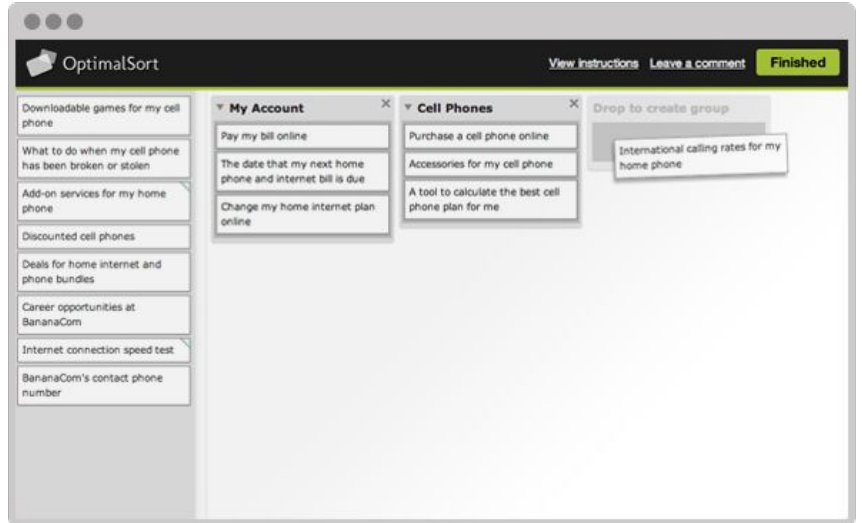 OptimalSort
View instructions
Leave a comment
Finished
Downloadable games for my cell
phone
What to do when my cell phone
has been broken or stolen
Add-on services for my home
phone
Discounted cell phones
Deals for home internet and
phone bundles
Career opportunities at
BananaCom
Internet connection speed test
BananaCom's contact phone
number
My Account
Pay my bill online
The date that my next home
phone and internet bill is due
Change my home internet plan
online
Cell Phones
Purchase a cell phone online
Accessories for my cell phone
A tool to calculate the best cell
phone plan for me
Drop to create group
International calling rates for my
home phone